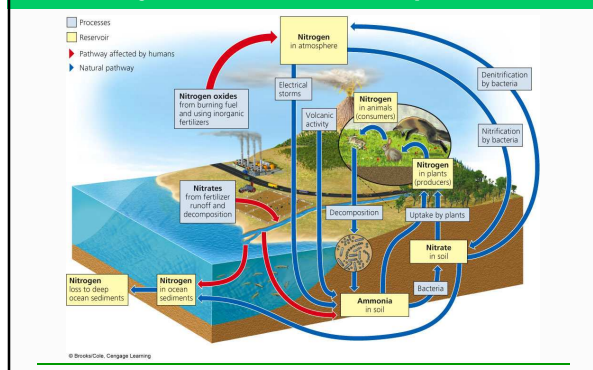 Processes
Reservoir
Pathway affected by humans
Natural pathway
Nitrogen
in atmosphere
Nitrogen oxides
from burning fuel
and using inorganic
fertilizers
Electrical
storms
Volcanic
activity
Nitrogen
in animals
(consumers)
Denitrification
by bacteria
Nitrification
by bacteria
Nitrogen
in plants
(producers)
Nitrates
from fertilizer
runoff and
decomposition
Decomposition
Uptake by plants
Nitrate
in soil
Nitrogen
loss to deep
ocean sediments
Nitrogen
in ocean
sediments
Bacteria
Ammonia
in soil
© Brooks/Cole, Cengage Learning